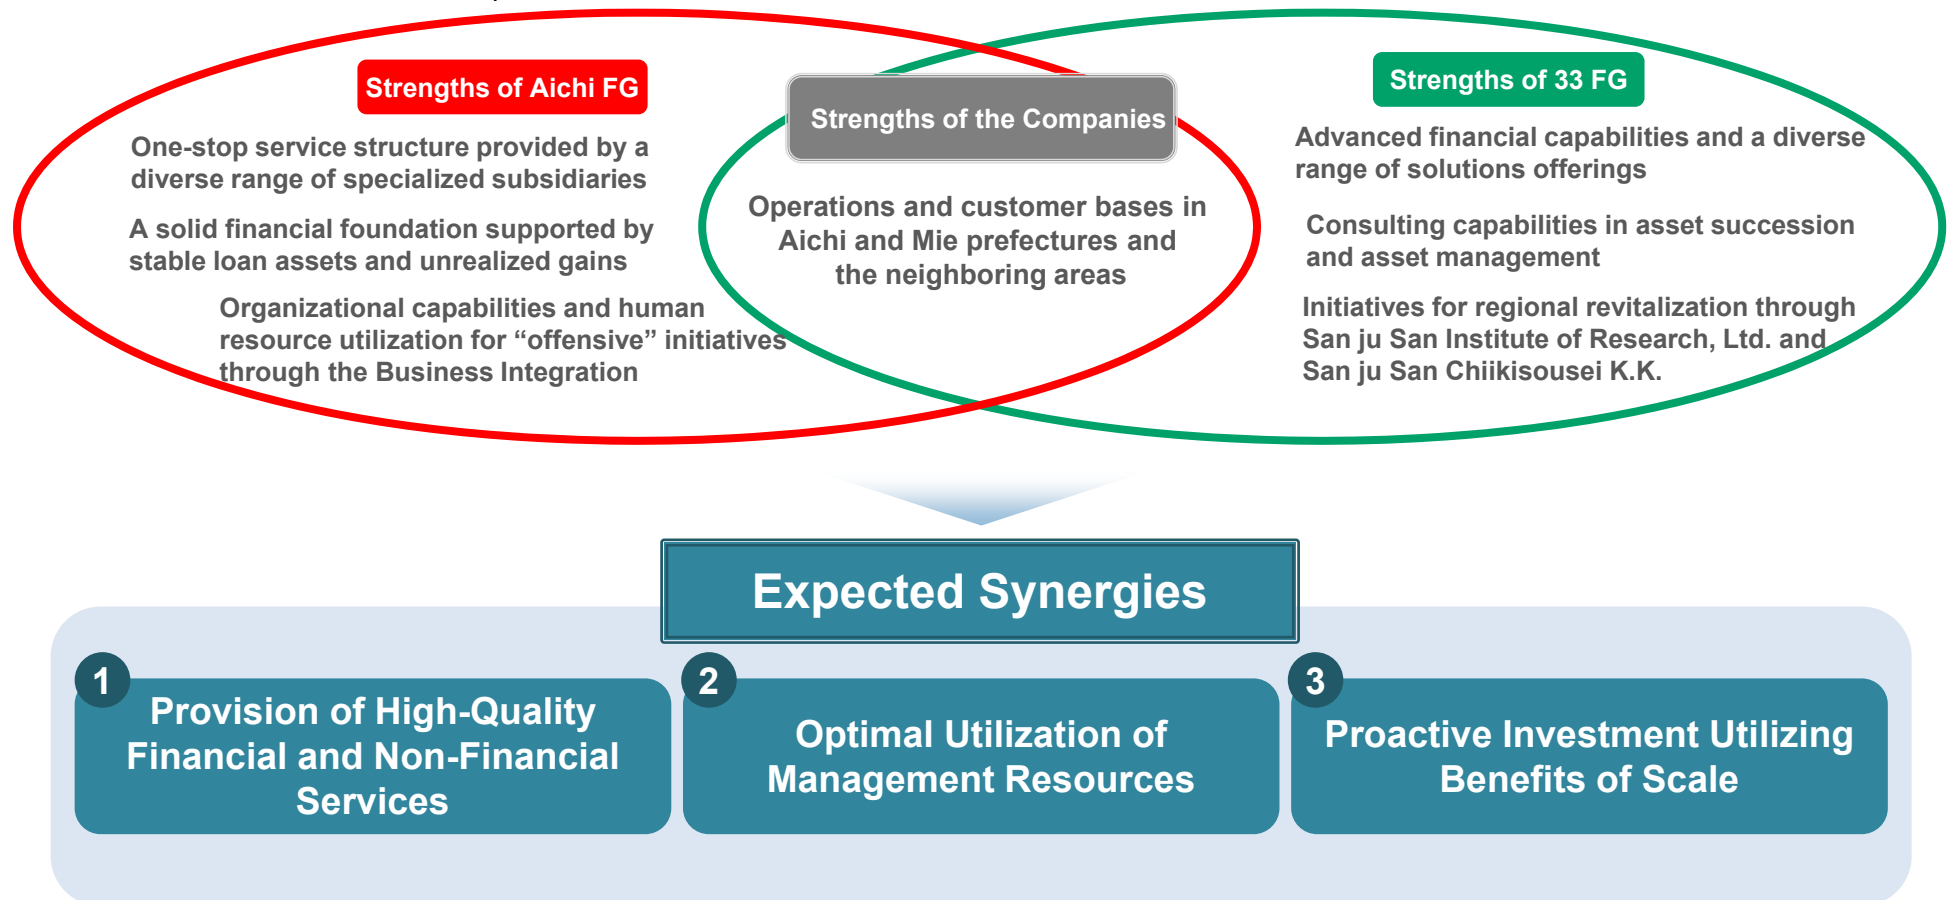 Strengths of Aichi FG
One-stop service structure provided by a
diverse range of specialized subsidiaries
A solid financial foundation supported by
stable loan assets and unrealized gains
Organizational capabilities and human
resource utilization for “offensive” initiatives
through the Business Integration
Strengths of the Companies
Operations and customer bases in
Aichi and Mie prefectures and
the neighboring areas
Strengths of 33 FG
Advanced financial capabilities and a diverse
range of solutions offerings
Consulting capabilities in asset succession
and asset management
Initiatives for regional revitalization through
San ju San Institute of Research, Ltd. and
San ju San Chiikisousei K.K.
Expected Synergies
1
Provision of High-Quality
Financial and Non-Financial
Services
2
Optimal Utilization of
Management Resources
3
Proactive Investment Utilizing
Benefits of Scale